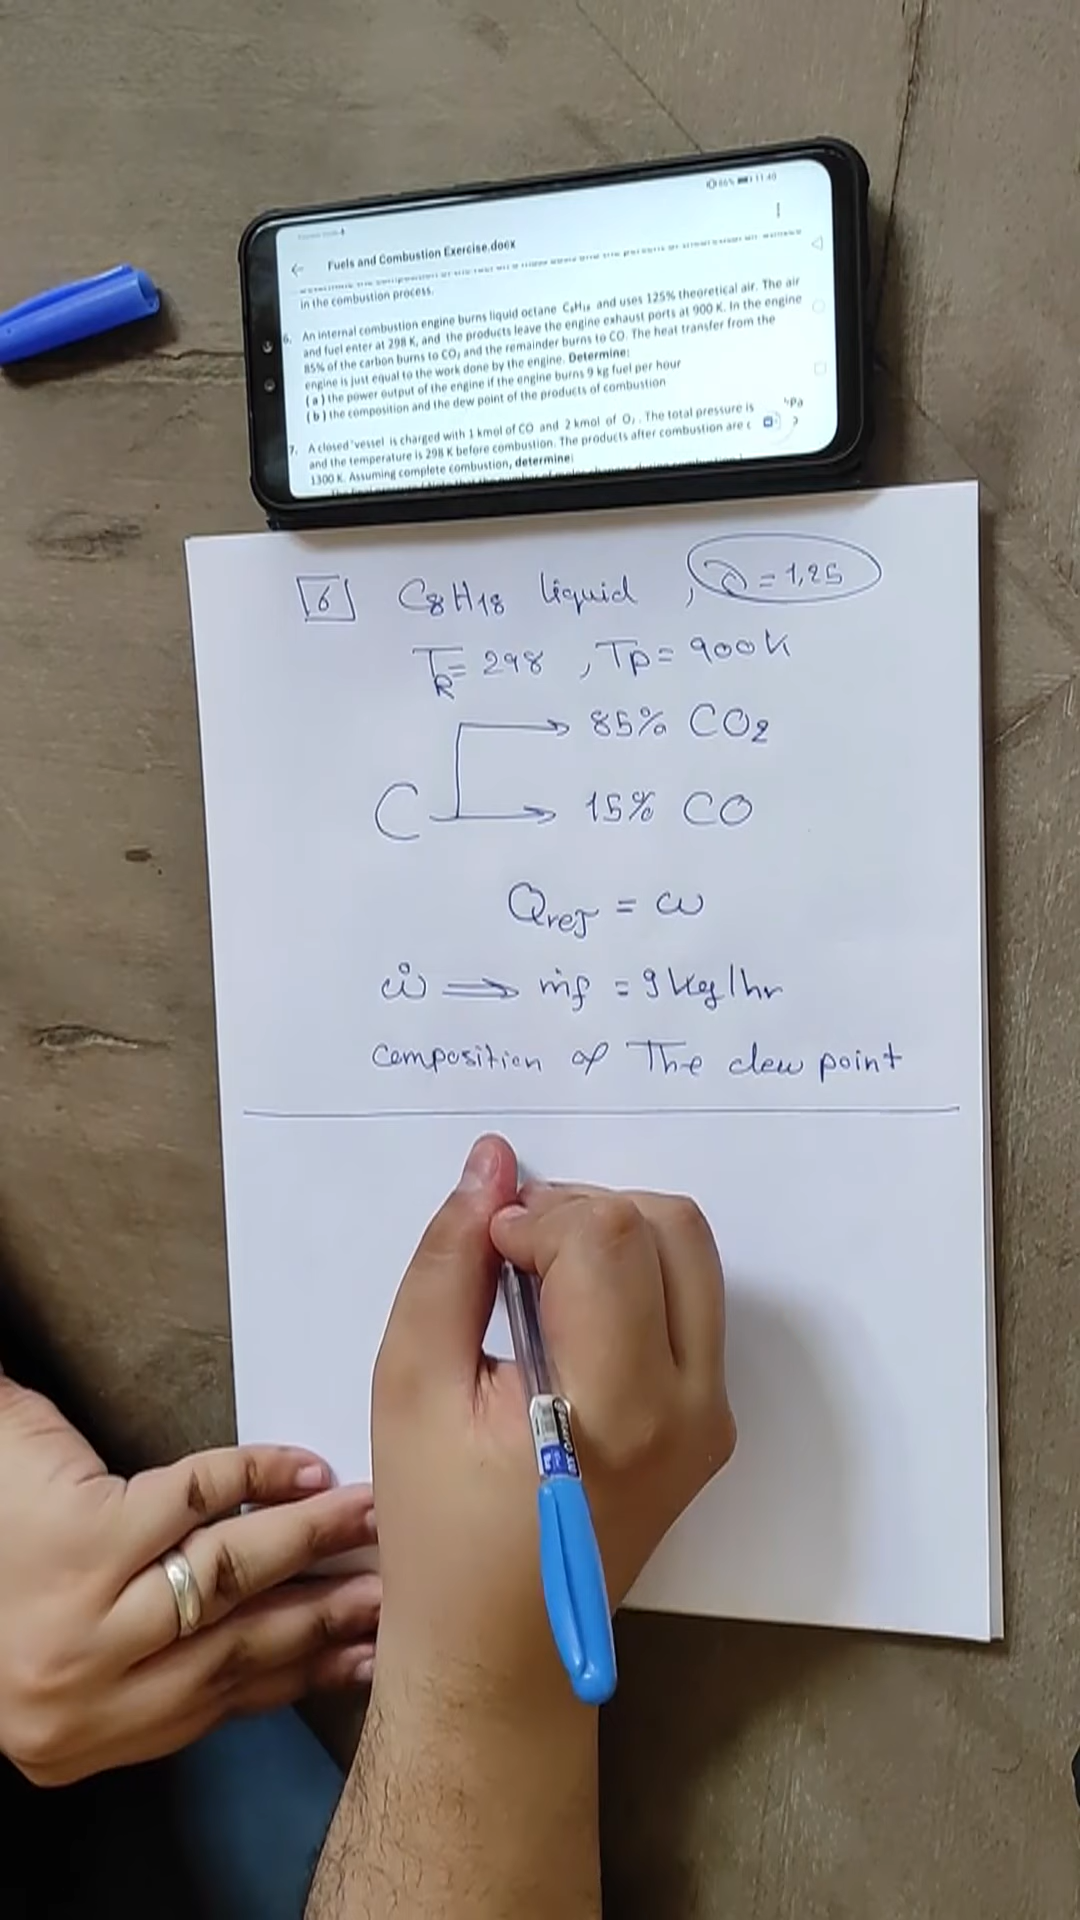 86% 11:40
← Fuels and Combustion Exercise.docx
in the combustion process.
6. An internal combustion engine burns liquid octane C₈H₁₈ and uses 125% theoretical air. The air
and fuel enter at 298 K, and the products leave the engine exhaust ports at 900 K. In the engine
85% of the carbon burns to CO₂ and the remainder burns to CO. The heat transfer from the
engine is just equal to the work done by the engine. Determine:
( a ) the power output of the engine if the engine burns 9 kg fuel per hour
( b ) the composition and the dew point of the products of combustion
7. A closed vessel is charged with 1 kmol of CO and 2 kmol of O₂. The total pressure is
and the temperature is 298 K before combustion. The products after combustion are
1300 K. Assuming complete combustion, determine:
6 C8H18 liquid , λ = 1,25
TR = 298 , Tp = 900 K
85% CO2
C
15% CO
Qrej = w
ẇ ⟹ ṁf = 9 kg/hr
composition of The dew point